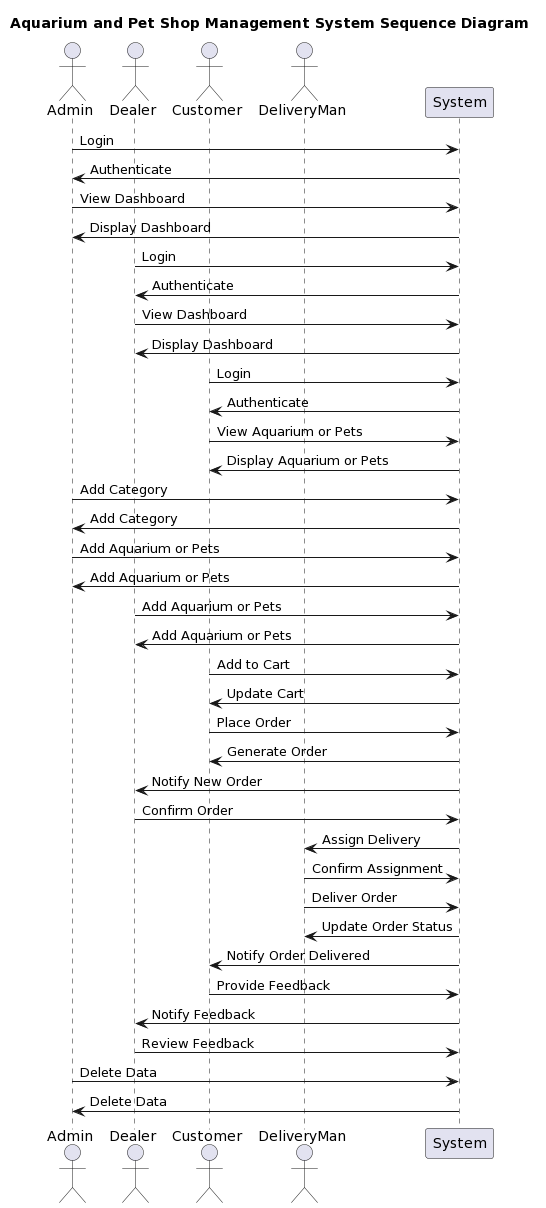 Aquarium and Pet Shop Management System Sequence Diagram
Admin Dealer Customer DeliveryMan System
Login
Authenticate
View Dashboard
Display Dashboard
Login
Authenticate
View Dashboard
Display Dashboard
Login
Authenticate
View Aquarium or Pets
Display Aquarium or Pets
Add Category
Add Category
Add Aquarium or Pets
Add Aquarium or Pets
Add Aquarium or Pets
Add Aquarium or Pets
Add to Cart
Update Cart
Place Order
Generate Order
Notify New Order
Confirm Order
Assign Delivery
Confirm Assignment
Deliver Order
Update Order Status
Notify Order Delivered
Provide Feedback
Notify Feedback
Review Feedback
Delete Data
Delete Data
Admin Dealer Customer DeliveryMan System